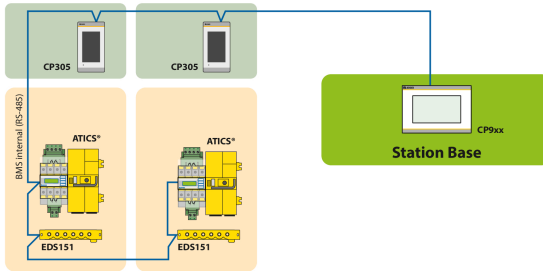 CP305
CP305
CP9xx
Station Base
BMS internal (RS-485)
ATICS®
ATICS®
EDS151
EDS151